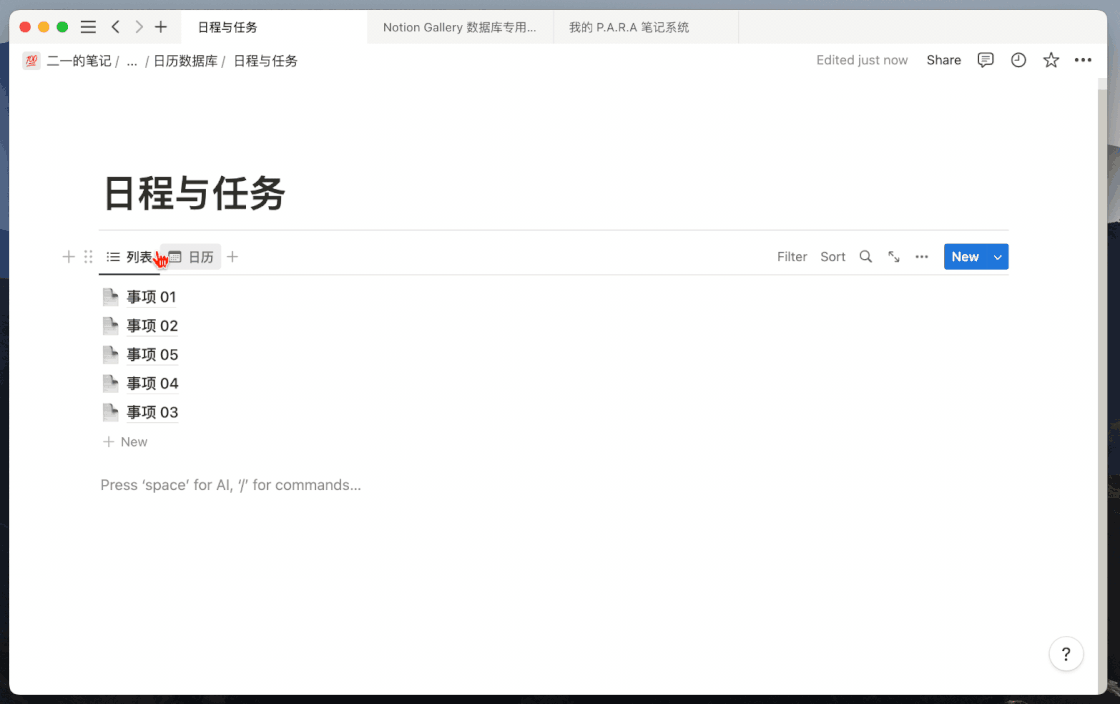 日程与任务
Notion Gallery 数据库专用...
我的 P.A.R.A 笔记系统
💯 二一的笔记 / ... / 日历数据库 / 日程与任务
Edited just now
Share
日程与任务
列表
日历
Filter
Sort
New
事项 01
事项 02
事项 05
事项 04
事项 03
New
Press ‘space’ for AI, ‘/’ for commands...
?